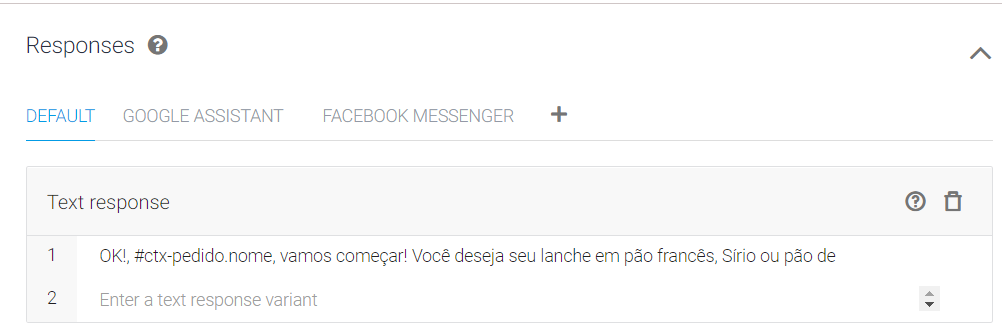 Responses
DEFAULT GOOGLE ASSISTANT FACEBOOK MESSENGER
Text response
1 OK!, #ctx-pedido.nome, vamos começar! Você deseja seu lanche em pão francês, Sírio ou pão de
2 Enter a text response variant